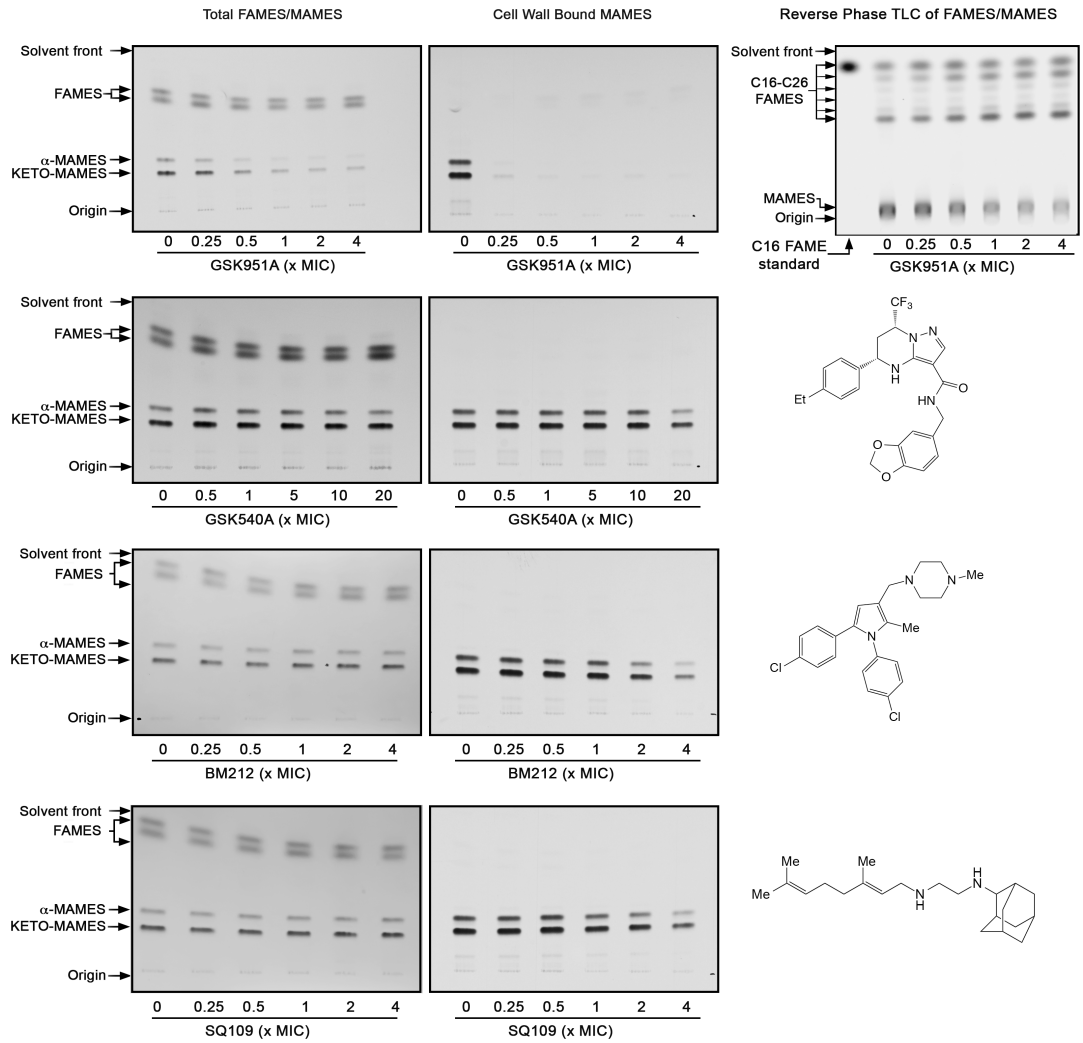 Total FAMES/MAMES
Cell Wall Bound MAMES
Reverse Phase TLC of FAMES/MAMES
Solvent front
FAMES
α-MAMES
KETO-MAMES
Origin
0 0.25 0.5 1 2 4
GSK951A (x MIC)
0 0.25 0.5 1 2 4
GSK951A (x MIC)
Solvent front
C16-C26
FAMES
MAMES
Origin
C16 FAME
standard
0 0.25 0.5 1 2 4
GSK951A (x MIC)
Solvent front
FAMES
α-MAMES
KETO-MAMES
Origin
0 0.5 1 5 10 20
GSK540A (x MIC)
0 0.5 1 5 10 20
GSK540A (x MIC)
CF3
N
N
N
H
O
HN
Et
O
O
Solvent front
FAMES
α-MAMES
KETO-MAMES
Origin
0 0.25 0.5 1 2 4
BM212 (x MIC)
0 0.25 0.5 1 2 4
BM212 (x MIC)
N
N
Me
Me
N
Cl
Cl
Solvent front
FAMES
α-MAMES
KETO-MAMES
Origin
0 0.25 0.5 1 2 4
SQ109 (x MIC)
0 0.25 0.5 1 2 4
SQ109 (x MIC)
Me
Me
Me
H
N
N
H